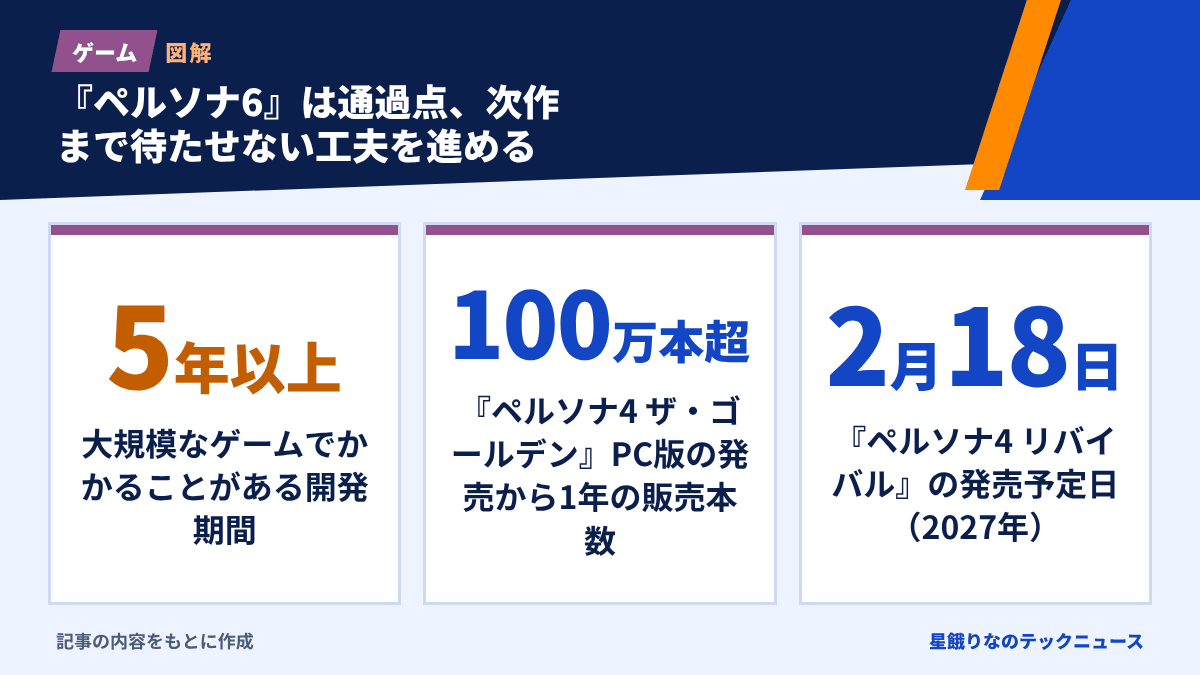 ゲーム 図解
『ペルソナ6』は通過点、次作
まで待たせない工夫を進める
5年以上
大規模なゲームでか
かることがある開発
期間
100万本超
『ペルソナ4 ザ・ゴ
ールデン』PC版の発
売から1年の販売本
数
2月18日
『ペルソナ4 リバイ
バル』の発売予定日
（2027年）
記事の内容をもとに作成
星餓りなのテックニュース